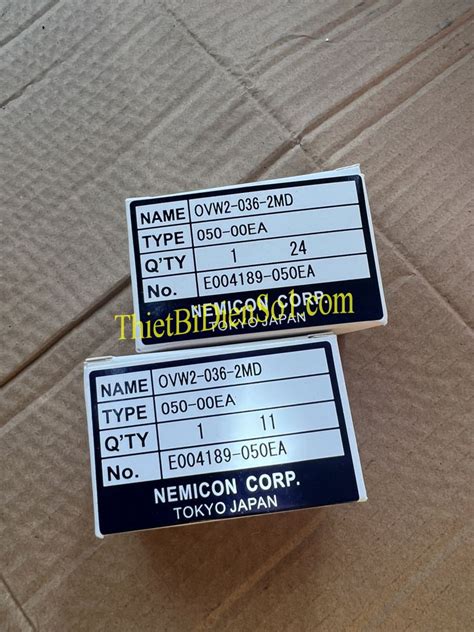 NAME OVW2-036-2MD
TYPE 050-00EA
Q'TY 1 24
No. E004189-050EA
NEMICON CORP.
ThietBiDienSo1.com
TOKYO JAPAN
NAME OVW2-036-2MD
TYPE 050-00EA
Q'TY 1 11
No. E004189-050EA
NEMICON CORP.
TOKYO JAPAN